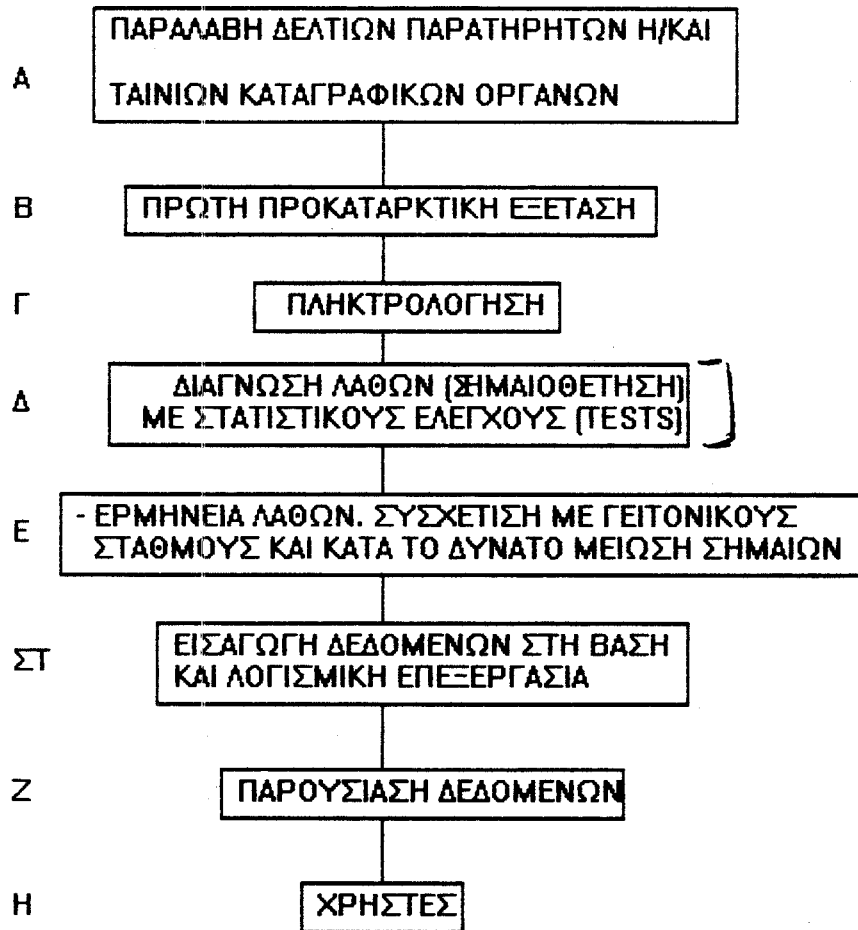 Α ΠΑΡΑΛΑΒΗ ΔΕΛΤΙΩΝ ΠΑΡΑΤΗΡΗΤΩΝ Η/ΚΑΙ
ΤΑΙΝΙΩΝ ΚΑΤΑΓΡΑΦΙΚΩΝ ΟΡΓΑΝΩΝ
Β ΠΡΩΤΗ ΠΡΟΚΑΤΑΡΚΤΙΚΗ ΕΞΕΤΑΣΗ
Γ ΠΛΗΚΤΡΟΛΟΓΗΣΗ
Δ ΔΙΑΓΝΩΣΗ ΛΑΘΩΝ (ΣΗΜΑΙΟΘΕΤΗΣΗ)
ΜΕ ΣΤΑΤΙΣΤΙΚΟΥΣ ΕΛΕΓΧΟΥΣ (TESTS)
Ε - ΕΡΜΗΝΕΙΑ ΛΑΘΩΝ. ΣΥΣΧΕΤΙΣΗ ΜΕ ΓΕΙΤΟΝΙΚΟΥΣ
ΣΤΑΘΜΟΥΣ ΚΑΙ ΚΑΤΑ ΤΟ ΔΥΝΑΤΟ ΜΕΙΩΣΗ ΣΗΜΑΙΩΝ
ΣΤ ΕΙΣΑΓΩΓΗ ΔΕΔΟΜΕΝΩΝ ΣΤΗ ΒΑΣΗ
ΚΑΙ ΛΟΓΙΣΜΙΚΗ ΕΠΕΞΕΡΓΑΣΙΑ
Ζ ΠΑΡΟΥΣΙΑΣΗ ΔΕΔΟΜΕΝΩΝ
Η ΧΡΗΣΤΕΣ